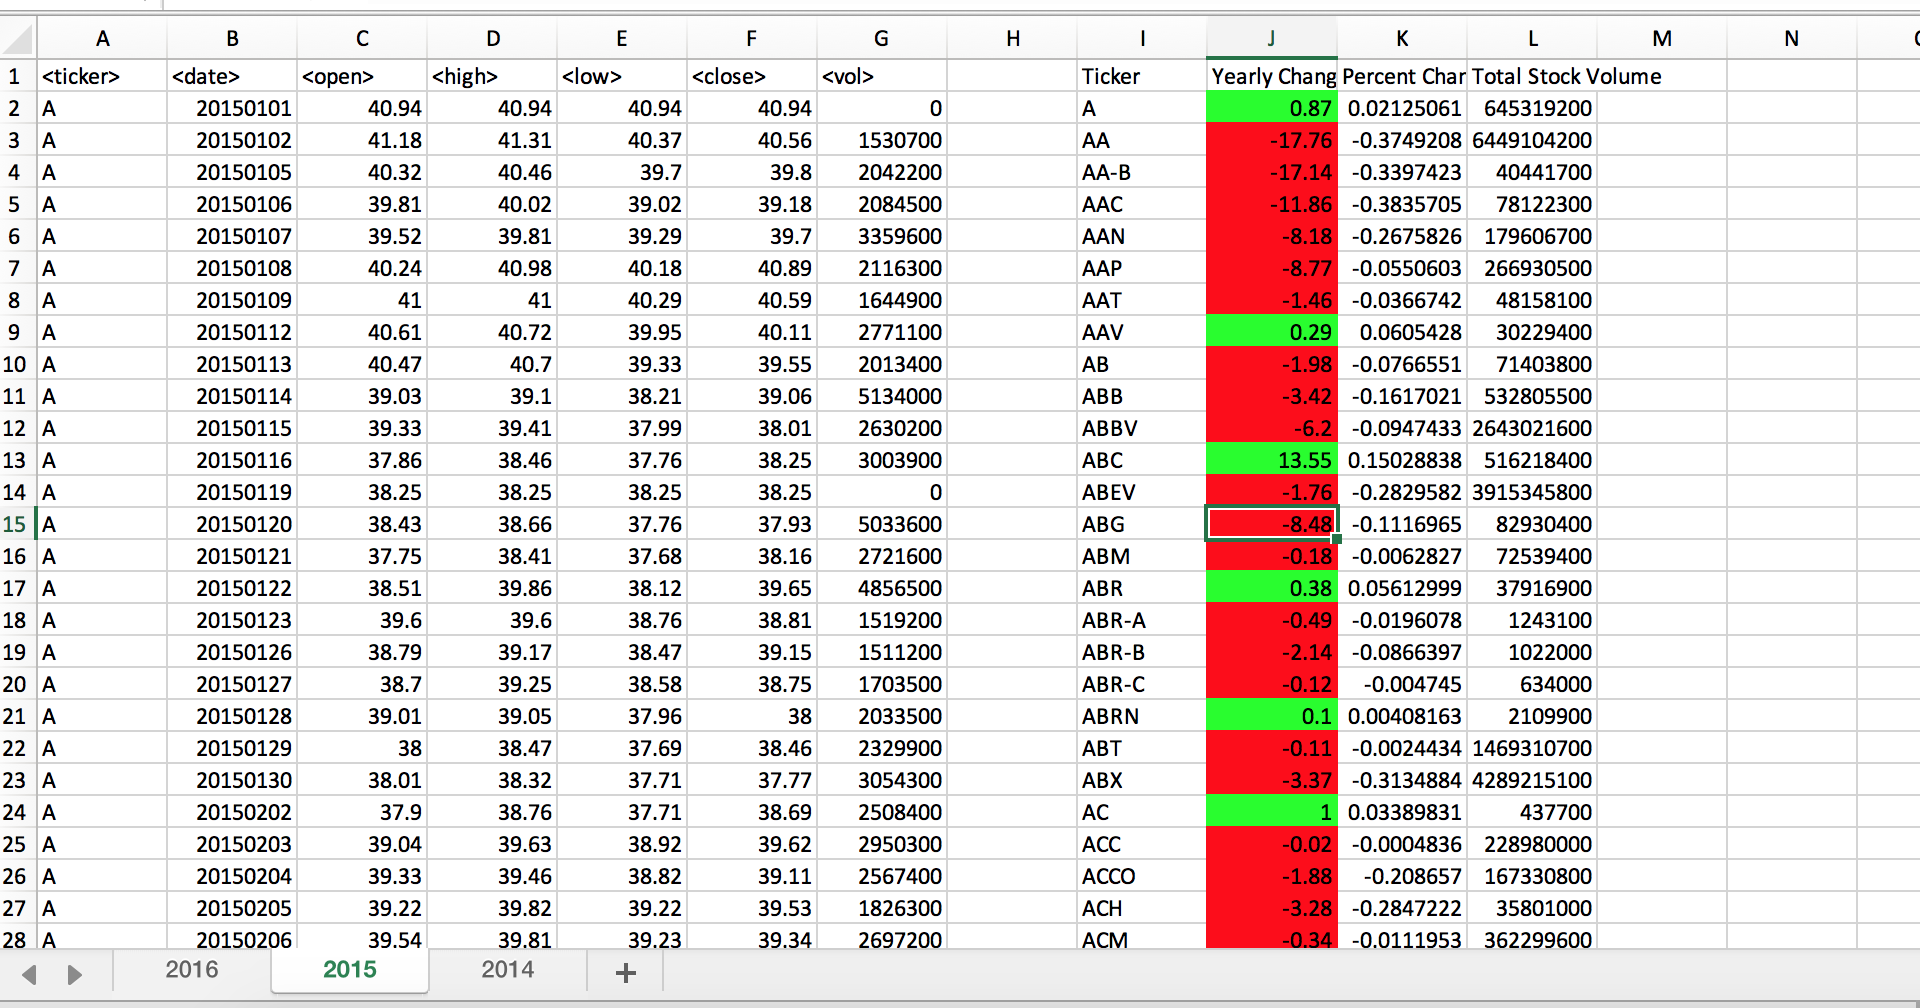 A B C D E F G H I J K L M N
1 <ticker> <date> <open> <high> <low> <close> <vol> Ticker Yearly Chang Percent Char Total Stock Volume
2 A 20150101 40.94 40.94 40.94 40.94 0 A 0.87 0.02125061 645319200
3 A 20150102 41.18 41.31 40.37 40.56 1530700 AA -17.76 -0.3749208 6449104200
4 A 20150105 40.32 40.46 39.7 39.8 2042200 AA-B -17.14 -0.3397423 40441700
5 A 20150106 39.81 40.02 39.02 39.18 2084500 AAC -11.86 -0.3835705 78122300
6 A 20150107 39.52 39.81 39.29 39.7 3359600 AAN -8.18 -0.2675826 179606700
7 A 20150108 40.24 40.98 40.18 40.89 2116300 AAP -8.77 -0.0550603 266930500
8 A 20150109 41 41 40.29 40.59 1644900 AAT -1.46 -0.0366742 48158100
9 A 20150112 40.61 40.72 39.95 40.11 2771100 AAV 0.29 0.0605428 30229400
10 A 20150113 40.47 40.7 39.33 39.55 2013400 AB -1.98 -0.0766551 71403800
11 A 20150114 39.03 39.1 38.21 39.06 5134000 ABB -3.42 -0.1617021 532805500
12 A 20150115 39.33 39.41 37.99 38.01 2630200 ABBV -6.2 -0.0947433 2643021600
13 A 20150116 37.86 38.46 37.76 38.25 3003900 ABC 13.55 0.15028838 516218400
14 A 20150119 38.25 38.25 38.25 38.25 0 ABEV -1.76 -0.2829582 3915345800
15 A 20150120 38.43 38.66 37.76 37.93 5033600 ABG -8.48 -0.1116965 82930400
16 A 20150121 37.75 38.41 37.68 38.16 2721600 ABM -0.18 -0.0062827 72539400
17 A 20150122 38.51 39.86 38.12 39.65 4856500 ABR 0.38 0.05612999 37916900
18 A 20150123 39.6 39.6 38.76 38.81 1519200 ABR-A -0.49 -0.0196078 1243100
19 A 20150126 38.79 39.17 38.47 39.15 1511200 ABR-B -2.14 -0.0866397 1022000
20 A 20150127 38.7 39.25 38.58 38.75 1703500 ABR-C -0.12 -0.004745 634000
21 A 20150128 39.01 39.05 37.96 38 2033500 ABRN 0.1 0.00408163 2109900
22 A 20150129 38 38.47 37.69 38.46 2329900 ABT -0.11 -0.0024434 1469310700
23 A 20150130 38.01 38.32 37.71 37.77 3054300 ABX -3.37 -0.3134884 4289215100
24 A 20150202 37.9 38.76 37.71 38.69 2508400 AC 1 0.03389831 437700
25 A 20150203 39.04 39.63 38.92 39.62 2950300 ACC -0.02 -0.0004836 228980000
26 A 20150204 39.33 39.46 38.82 39.11 2567400 ACCO -1.88 -0.208657 167330800
27 A 20150205 39.22 39.82 39.22 39.53 1826300 ACH -3.28 -0.2847222 35801000
28 A 20150206 39.54 39.81 39.23 39.34 2697200 ACM -0.34 -0.0111953 362299600
2016 2015 2014 +